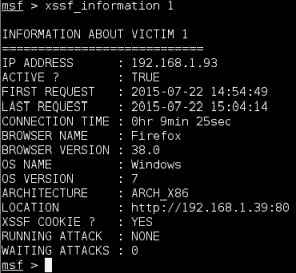 msf > xssf_information 1
INFORMATION ABOUT VICTIM 1
============================
IP ADDRESS : 192.168.1.93
ACTIVE ? : TRUE
FIRST REQUEST : 2015-07-22 14:54:49
LAST REQUEST : 2015-07-22 15:04:14
CONNECTION TIME : 0hr 9min 25sec
BROWSER NAME : Firefox
BROWSER VERSION : 38.0
OS NAME : Windows
OS VERSION : 7
ARCHITECTURE : ARCH_X86
LOCATION : http://192.168.1.39:80
XSSF COOKIE ? : YES
RUNNING ATTACK : NONE
WAITING ATTACKS : 0
msf >